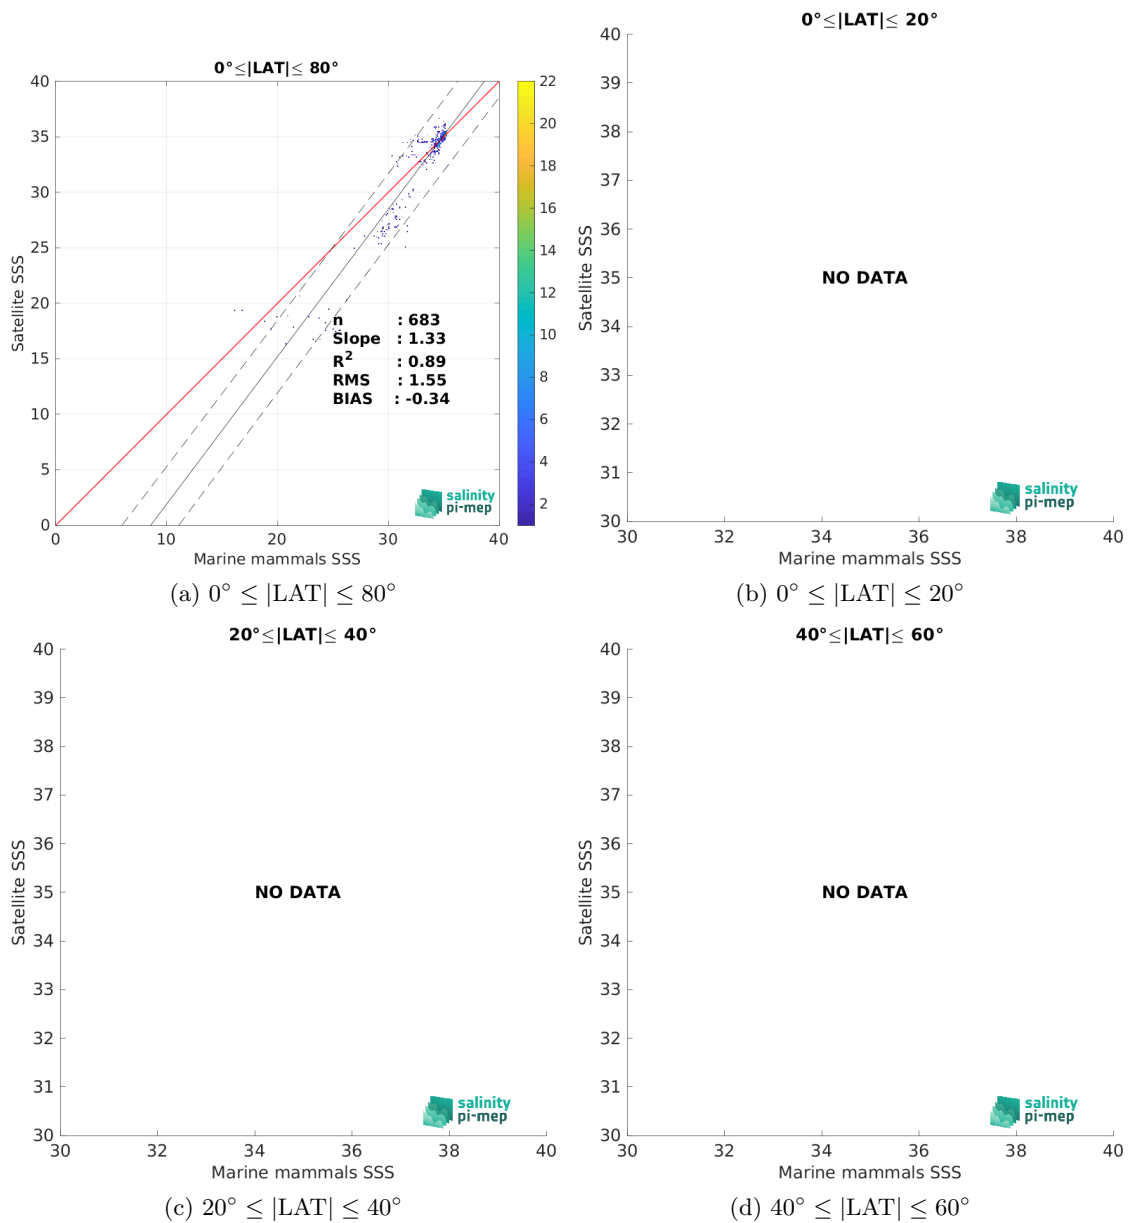 0°≤|LAT|≤ 80°
40
35
30
25
20
15
10
5
0
Satellite SSS
n : 683
Slope : 1.33
R² : 0.89
RMS : 1.55
BIAS : -0.34
salinity
pi-mep
0 10 20 30 40
Marine mammals SSS
22
20
18
16
14
12
10
8
6
4
2
(a) 0° ≤ |LAT| ≤ 80°
0°≤|LAT|≤ 20°
40
39
38
37
36
35
34
33
32
31
30
Satellite SSS
NO DATA
salinity
pi-mep
30 32 34 36 38 40
Marine mammals SSS
(b) 0° ≤ |LAT| ≤ 20°
20°≤|LAT|≤ 40°
40
39
38
37
36
35
34
33
32
31
30
Satellite SSS
NO DATA
salinity
pi-mep
30 32 34 36 38 40
Marine mammals SSS
(c) 20° ≤ |LAT| ≤ 40°
40°≤|LAT|≤ 60°
40
39
38
37
36
35
34
33
32
31
30
Satellite SSS
NO DATA
salinity
pi-mep
30 32 34 36 38 40
Marine mammals SSS
(d) 40° ≤ |LAT| ≤ 60°